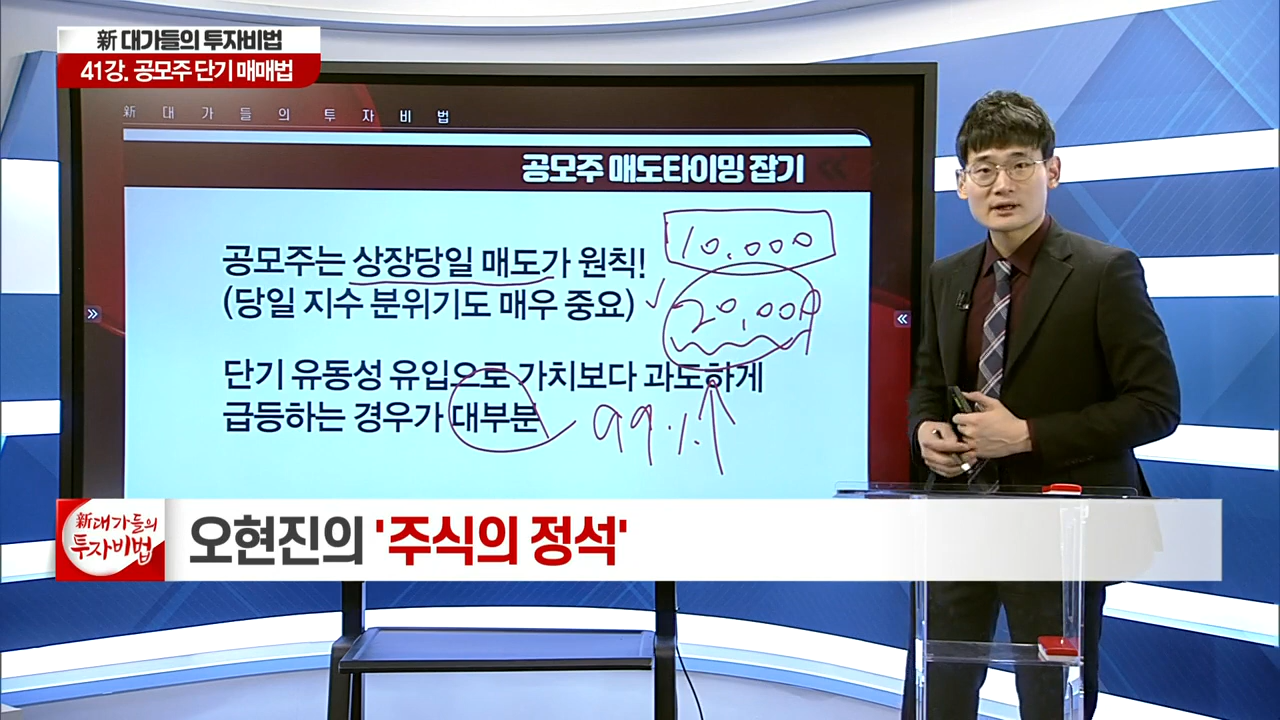 新 대가들의 투자비법
41강. 공모주 단기 매매법
新 대가들의 투자비법
공모주 매도타이밍 잡기
공모주는 상장당일 매도가 원칙!
10.000
(당일 지수 분위기도 매우 중요)
20,000
단기 유동성 유입으로 가치보다 과도하게
급등하는 경우가 대부분
99.1.
新대가들의
투자비법
오현진의 '주식의 정석'